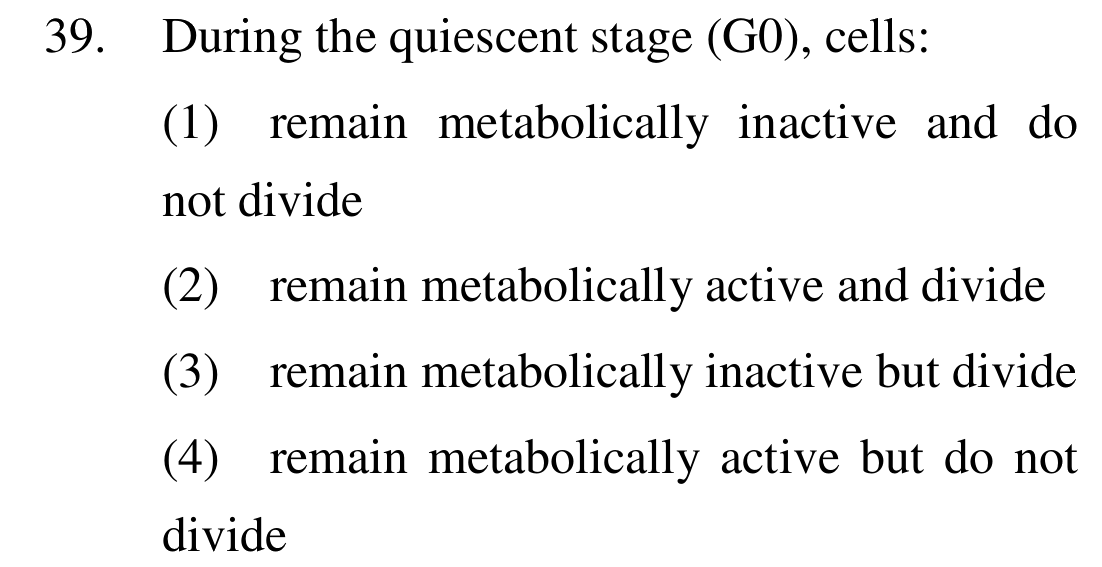 39. During the quiescent stage (G0), cells:
(1) remain metabolically inactive and do
not divide
(2) remain metabolically active and divide
(3) remain metabolically inactive but divide
(4) remain metabolically active but do not
divide